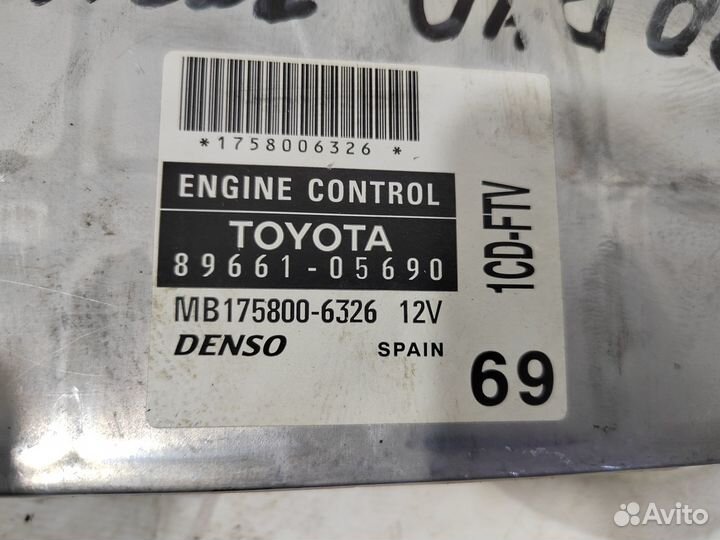 *1758006326*
ENGINE CONTROL
TOYOTA
89661-05690
MB175800-6326 12V
DENSO SPAIN
1CD-FTV
69
Avito